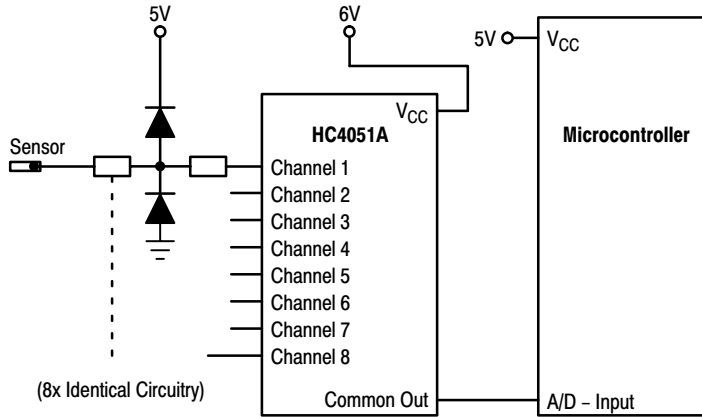 5V
6V
5V
VCC
VCC
HC4051A
Microcontroller
Sensor
Channel 1
Channel 2
Channel 3
Channel 4
Channel 5
Channel 6
Channel 7
Channel 8
(8x Identical Circuitry)
Common Out
A/D – Input